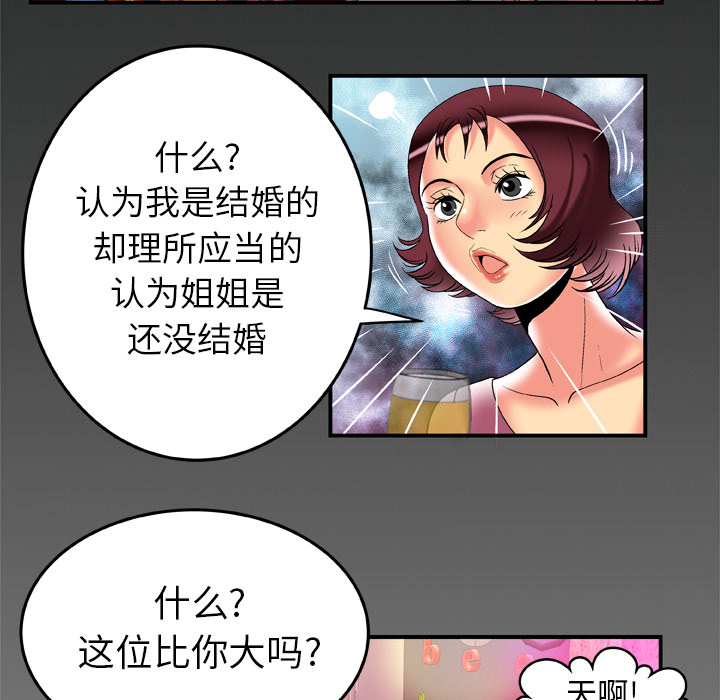 什么?
认为我是结婚的
却理所应当的
认为姐姐是
还没结婚
什么?
这位比你大吗?
天啊!